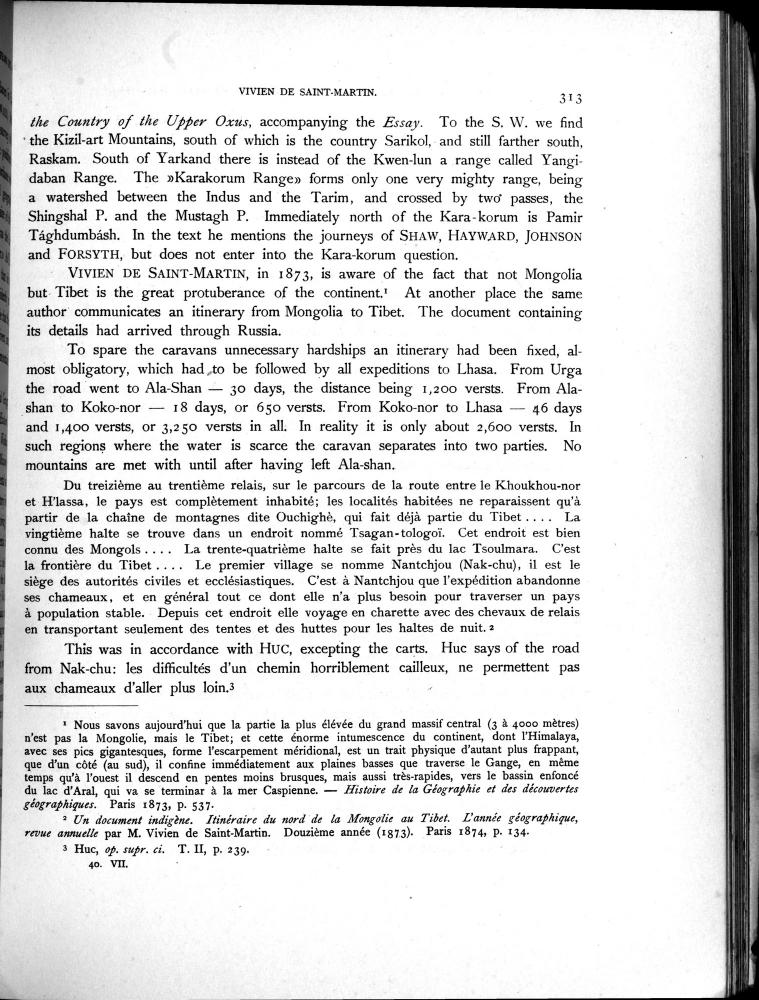 VIVIEN DE SAINT-MARTIN.
313
the Country of the Upper Oxus, accompanying the Essay. To the S. W. we find
the Kizil-art Mountains, south of which is the country Sarikol, and still farther south,
Raskam. South of Yarkand there is instead of the Kwen-lun a range called Yangi-
daban Range. The »Karakorum Range» forms only one very mighty range, being
a watershed between the Indus and the Tarim, and crossed by two passes, the
Shingshal P. and the Mustagh P. Immediately north of the Kara-korum is Pamir
Tághdumbásh. In the text he mentions the journeys of SHAW, HAYWARD, JOHNSON
and FORSYTH, but does not enter into the Kara-korum question.
VIVIEN DE SAINT-MARTIN, in 1873, is aware of the fact that not Mongolia
but Tibet is the great protuberance of the continent.¹ At another place the same
author communicates an itinerary from Mongolia to Tibet. The document containing
its details had arrived through Russia.
To spare the caravans unnecessary hardships an itinerary had been fixed, al-
most obligatory, which had to be followed by all expeditions to Lhasa. From Urga
the road went to Ala-Shan — 30 days, the distance being 1,200 versts. From Ala-
shan to Koko-nor — 18 days, or 650 versts. From Koko-nor to Lhasa — 46 days
and 1,400 versts, or 3,250 versts in all. In reality it is only about 2,600 versts. In
such regions where the water is scarce the caravan separates into two parties. No
mountains are met with until after having left Ala-shan.
Du treizième au trentième relais, sur le parcours de la route entre le Khoukhou-nor
et H'lassa, le pays est complètement inhabité; les localités habitées ne reparaissent qu'à
partir de la chaîne de montagnes dite Ouchighè, qui fait déjà partie du Tibet . . . . La
vingtième halte se trouve dans un endroit nommé Tsagan-tologoï. Cet endroit est bien
connu des Mongols . . . . La trente-quatrième halte se fait près du lac Tsoulmara. C'est
la frontière du Tibet . . . . Le premier village se nomme Nantchjou (Nak-chu), il est le
siège des autorités civiles et ecclésiastiques. C'est à Nantchjou que l'expédition abandonne
ses chameaux, et en général tout ce dont elle n'a plus besoin pour traverser un pays
à population stable. Depuis cet endroit elle voyage en charette avec des chevaux de relais
en transportant seulement des tentes et des huttes pour les haltes de nuit.²
This was in accordance with HUC, excepting the carts. Huc says of the road
from Nak-chu: les difficultés d'un chemin horriblement cailleux, ne permettent pas
aux chameaux d'aller plus loin.³
¹ Nous savons aujourd'hui que la partie la plus élévée du grand massif central (3 à 4000 mètres)
n'est pas la Mongolie, mais le Tibet; et cette énorme intumescence du continent, dont l'Himalaya,
avec ses pics gigantesques, forme l'escarpement méridional, est un trait physique d'autant plus frappant,
que d'un côté (au sud), il confine immédiatement aux plaines basses que traverse le Gange, en même
temps qu'à l'ouest il descend en pentes moins brusques, mais aussi très-rapides, vers le bassin enfoncé
du lac d'Aral, qui va se terminar à la mer Caspienne. — Histoire de la Géographie et des découvertes
géographiques. Paris 1873, p. 537.
² Un document indigène. Itinéraire du nord de la Mongolie au Tibet. L'année géographique,
revue annuelle par M. Vivien de Saint-Martin. Douzième année (1873). Paris 1874, p. 134.
³ Huc, op. supr. ci. T. II, p. 239.
40. VII.